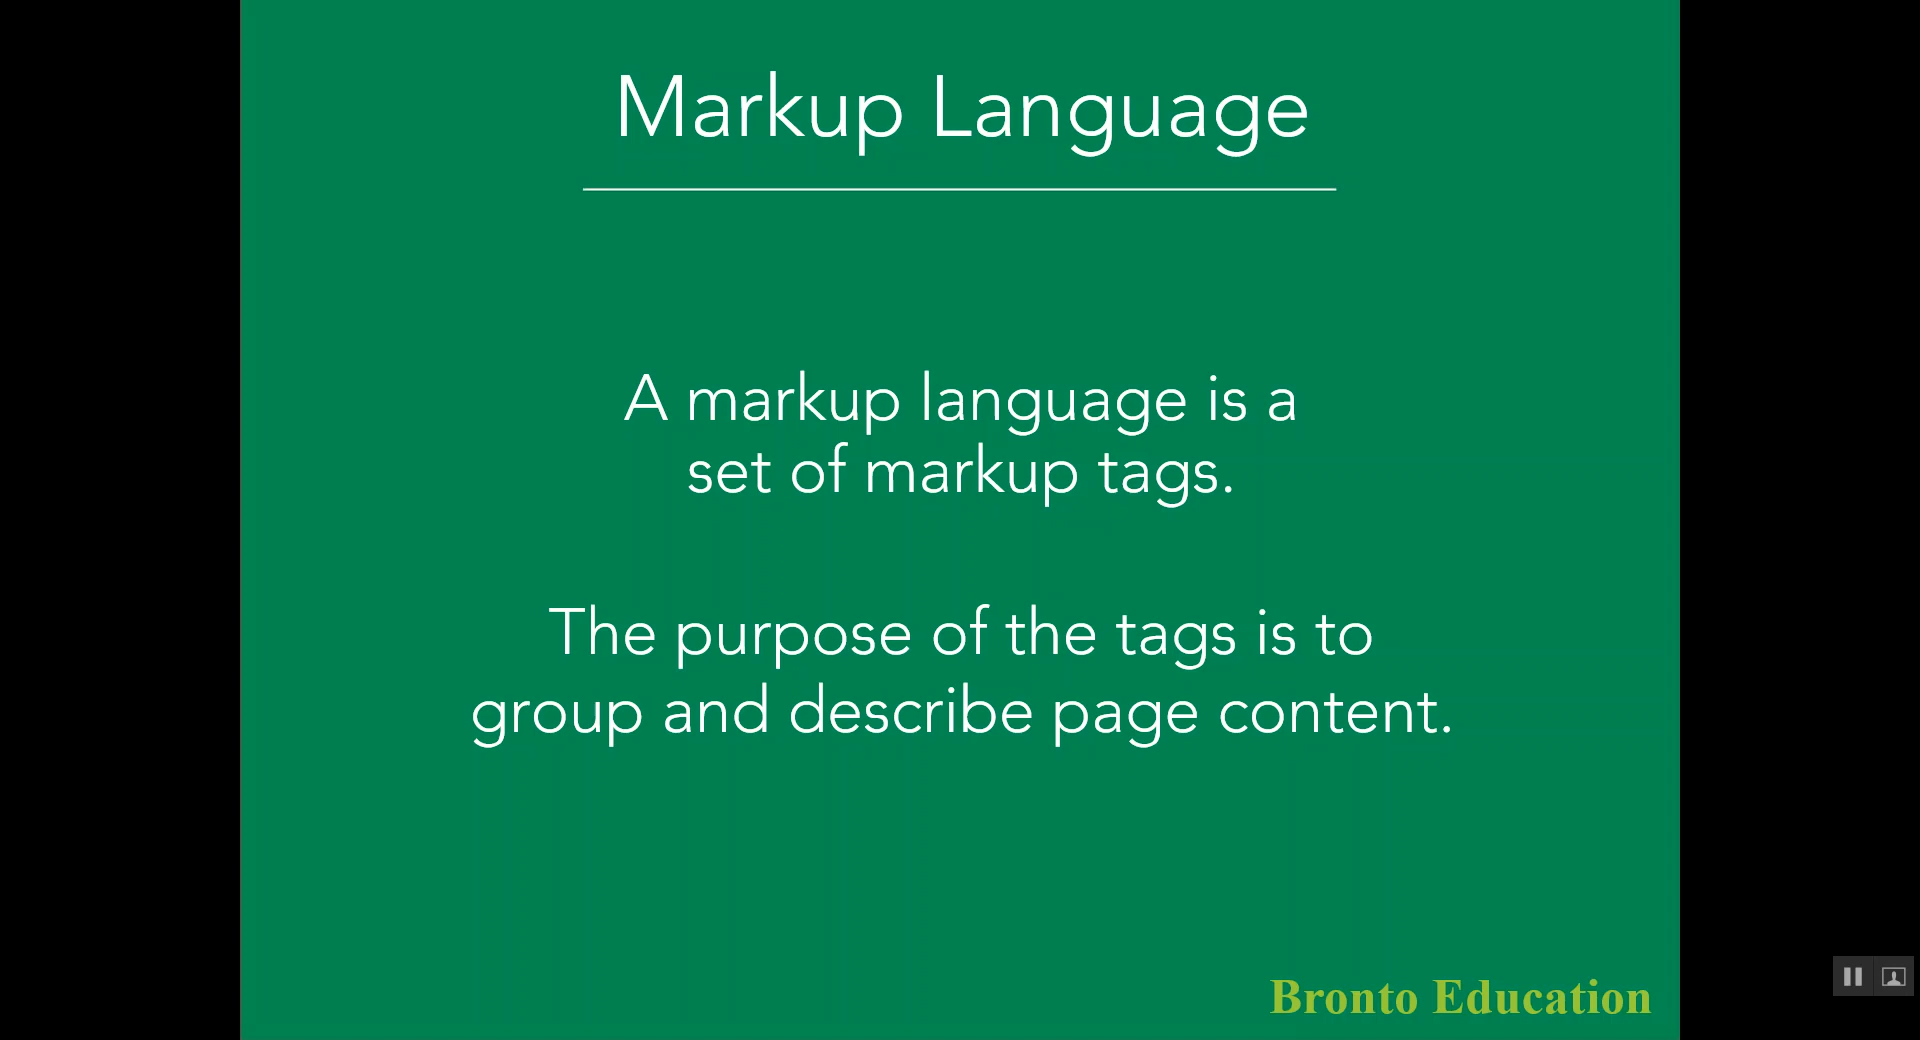 Markup Language
A markup language is a
set of markup tags.
The purpose of the tags is to
group and describe page content.
Bronto Education